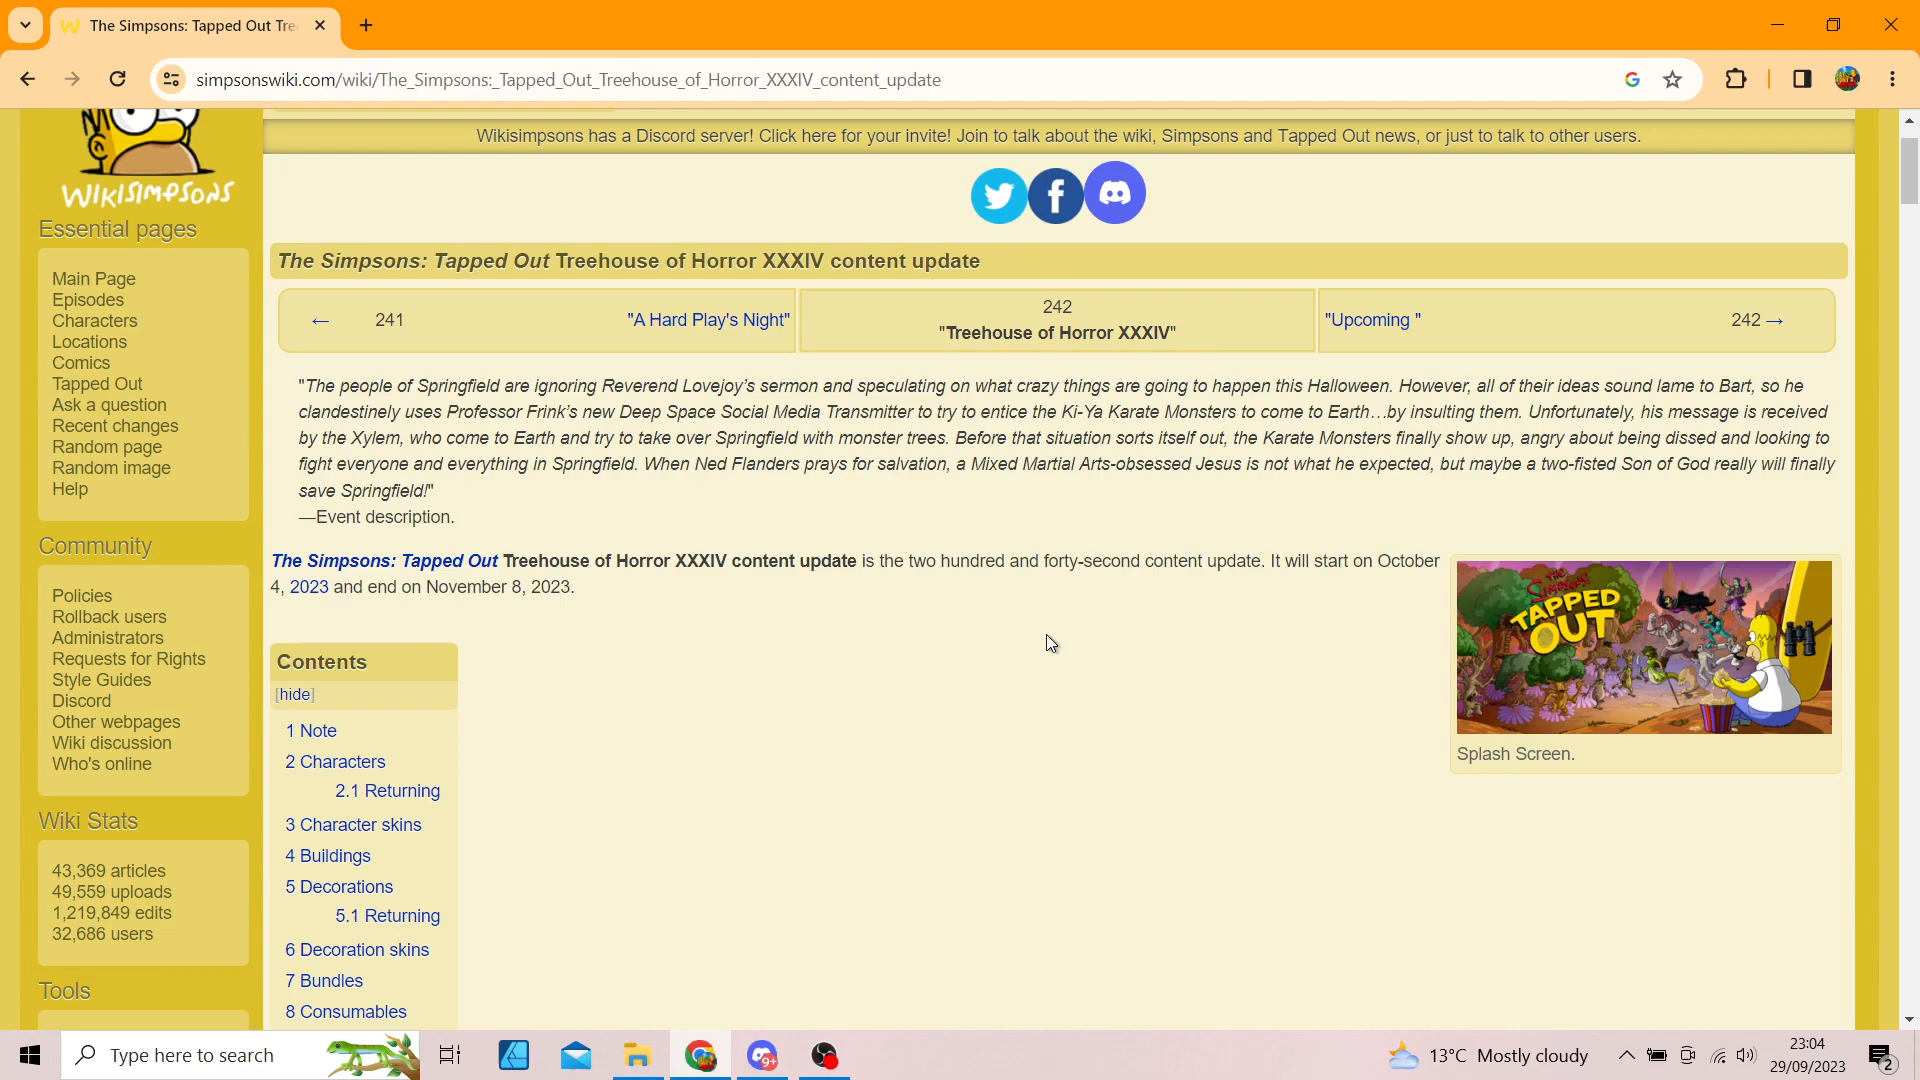 The Simpsons: Tapped Out Tre
simpsonswiki.com/wiki/The_Simpsons:_Tapped_Out_Treehouse_of_Horror_XXXIV_content_update
Wikisimpsons has a Discord server! Click here for your invite! Join to talk about the wiki, Simpsons and Tapped Out news, or just to talk to other users.
WIKISIMPSONS
Essential pages
Main Page
Episodes
Characters
Locations
Comics
Tapped Out
Ask a question
Recent changes
Random page
Random image
Help
Community
Policies
Rollback users
Administrators
Requests for Rights
Style Guides
Discord
Other webpages
Wiki discussion
Who's online
Wiki Stats
43,369 articles
49,559 uploads
1,219,849 edits
32,686 users
Tools
The Simpsons: Tapped Out Treehouse of Horror XXXIV content update
← 241 "A Hard Play's Night"
242
"Treehouse of Horror XXXIV"
"Upcoming " 242 →
"The people of Springfield are ignoring Reverend Lovejoy's sermon and speculating on what crazy things are going to happen this Halloween. However, all of their ideas sound lame to Bart, so he
clandestinely uses Professor Frink's new Deep Space Social Media Transmitter to try to entice the Ki-Ya Karate Monsters to come to Earth…by insulting them. Unfortunately, his message is received
by the Xylem, who come to Earth and try to take over Springfield with monster trees. Before that situation sorts itself out, the Karate Monsters finally show up, angry about being dissed and looking to
fight everyone and everything in Springfield. When Ned Flanders prays for salvation, a Mixed Martial Arts-obsessed Jesus is not what he expected, but maybe a two-fisted Son of God really will finally
save Springfield!"
—Event description.
The Simpsons: Tapped Out Treehouse of Horror XXXIV content update is the two hundred and forty-second content update. It will start on October
4, 2023 and end on November 8, 2023.
THE
SIMPSONS
TAPPED
OUT
Splash Screen.
Contents
[hide]
1 Note
2 Characters
2.1 Returning
3 Character skins
4 Buildings
5 Decorations
5.1 Returning
6 Decoration skins
7 Bundles
8 Consumables
Type here to search
9+
13°C Mostly cloudy
23:04
29/09/2023
2